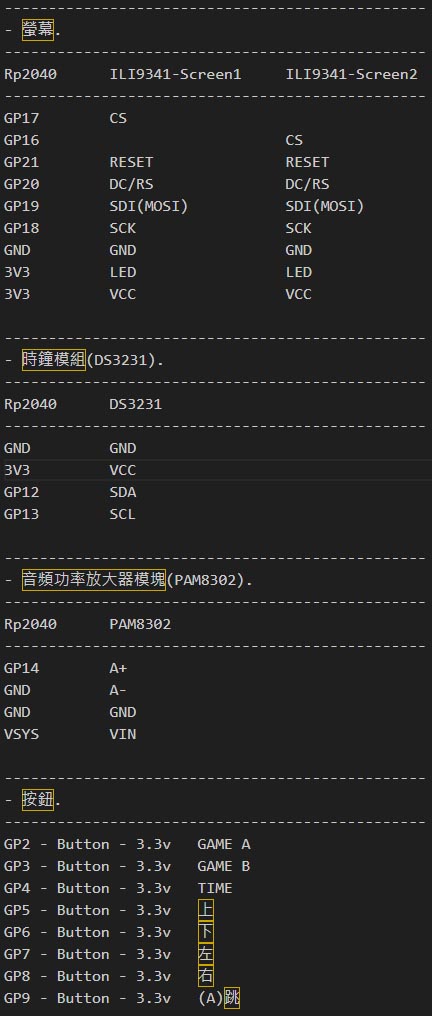 ------------------------------------------------
- 螢幕.
------------------------------------------------
Rp2040      ILI9341-Screen1     ILI9341-Screen2
------------------------------------------------
GP17        CS
GP16                            CS
GP21        RESET               RESET
GP20        DC/RS               DC/RS
GP19        SDI(MOSI)           SDI(MOSI)
GP18        SCK                 SCK
GND         GND                 GND
3V3         LED                 LED
3V3         VCC                 VCC
------------------------------------------------
- 時鐘模組(DS3231).
------------------------------------------------
Rp2040      DS3231
------------------------------------------------
GND         GND
3V3         VCC
GP12        SDA
GP13        SCL
------------------------------------------------
- 音頻功率放大器模塊(PAM8302).
------------------------------------------------
Rp2040      PAM8302
------------------------------------------------
GP14        A+
GND         A-
GND         GND
VSYS        VIN
------------------------------------------------
- 按鈕.
------------------------------------------------
GP2 - Button - 3.3v   GAME A
GP3 - Button - 3.3v   GAME B
GP4 - Button - 3.3v   TIME
GP5 - Button - 3.3v   上
GP6 - Button - 3.3v   下
GP7 - Button - 3.3v   左
GP8 - Button - 3.3v   右
GP9 - Button - 3.3v   (A)跳